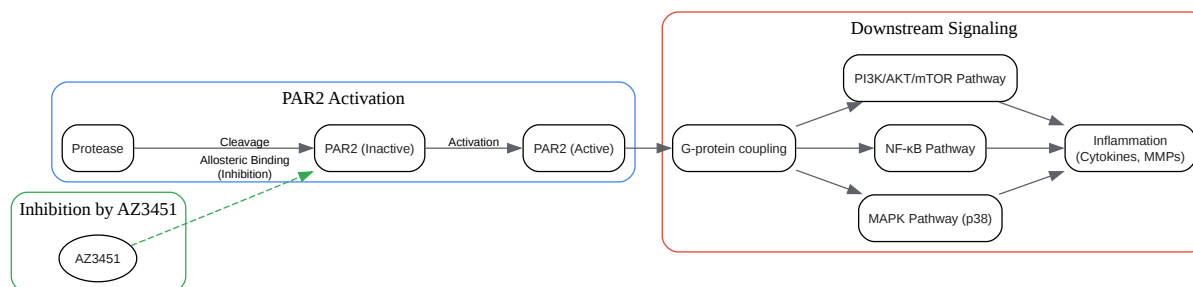 Downstream Signaling
PI3K/AKT/mTOR Pathway
PAR2 Activation
Protease
Cleavage
Allosteric Binding
(Inhibition)
PAR2 (Inactive)
Activation
PAR2 (Active)
G-protein coupling
NF-κB Pathway
Inflammation
(Cytokines, MMPs)
MAPK Pathway (p38)
Inhibition by AZ3451
AZ3451